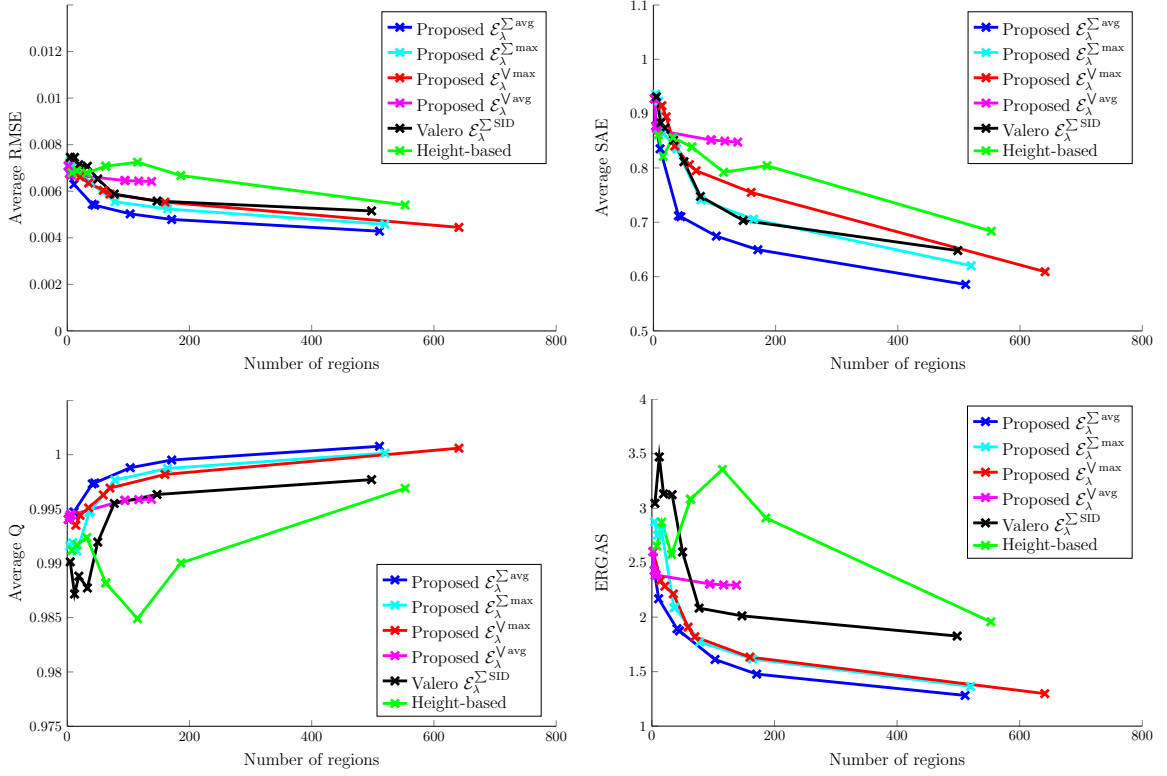 0.012
0.01
0.008
0.006
0.004
0.002
0
0 200 400 600 800
Average RMSE
Number of regions
Proposed ℰ_λ^{∑ avg}
Proposed ℰ_λ^{∑ max}
Proposed ℰ_λ^{⋁ max}
Proposed ℰ_λ^{⋁ avg}
Valero ℰ_λ^{∑ SID}
Height-based
1.1
1
0.9
0.8
0.7
0.6
0.5
0 200 400 600 800
Average SAE
Number of regions
Proposed ℰ_λ^{∑ avg}
Proposed ℰ_λ^{∑ max}
Proposed ℰ_λ^{⋁ max}
Proposed ℰ_λ^{⋁ avg}
Valero ℰ_λ^{∑ SID}
Height-based
1
0.995
0.99
0.985
0.98
0.975
0 200 400 600 800
Average Q
Number of regions
Proposed ℰ_λ^{∑ avg}
Proposed ℰ_λ^{∑ max}
Proposed ℰ_λ^{⋁ max}
Proposed ℰ_λ^{⋁ avg}
Valero ℰ_λ^{∑ SID}
Height-based
4
3.5
3
2.5
2
1.5
1
0 200 400 600 800
ERGAS
Number of regions
Proposed ℰ_λ^{∑ avg}
Proposed ℰ_λ^{∑ max}
Proposed ℰ_λ^{⋁ max}
Proposed ℰ_λ^{⋁ avg}
Valero ℰ_λ^{∑ SID}
Height-based